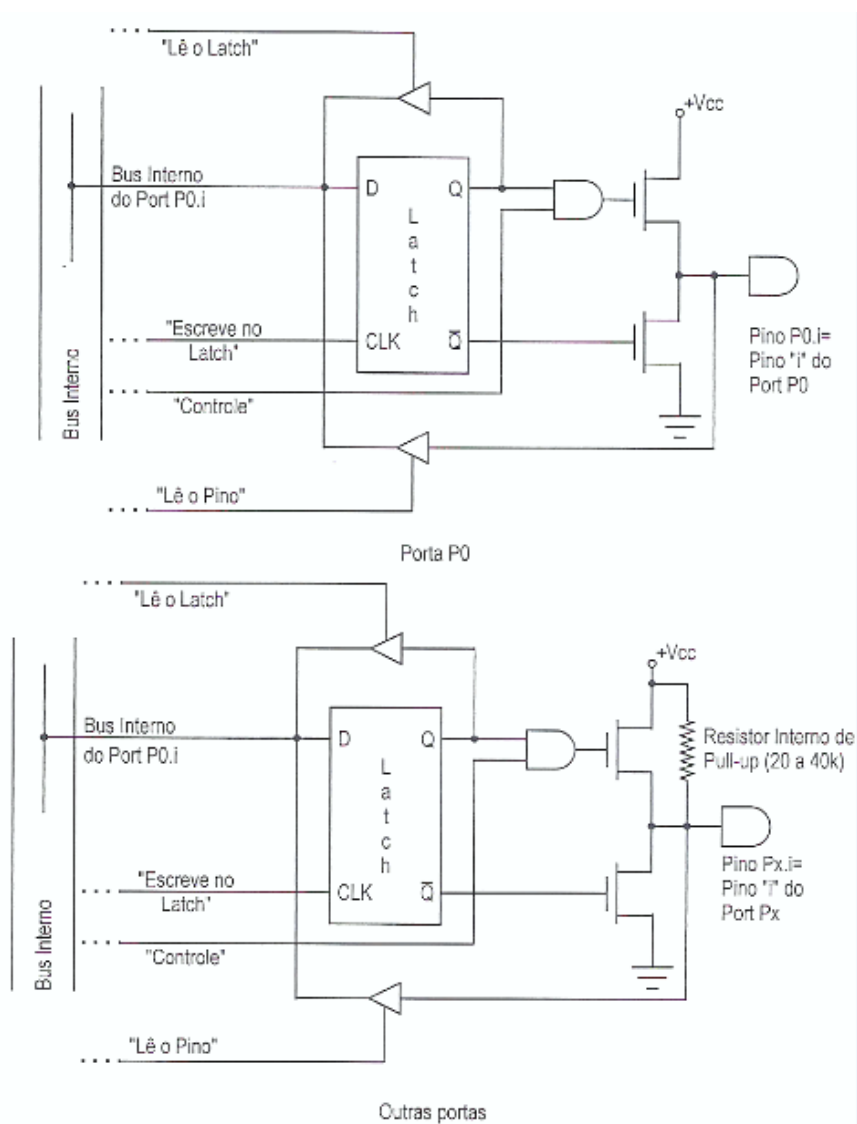 "Lê o Latch"
+Vcc
Bus Interno
do Port P0.i
D
Q
Latch
"Escreve no
Latch"
CLK
Q̅
Pino P0.i=
Pino "i" do
Port P0
"Controle"
Bus Interno
"Lê o Pino"
Porta P0
"Lê o Latch"
+Vcc
Bus Interno
do Port P0.i
D
Q
Resistor Interno de
Pull-up (20 a 40k)
Latch
"Escreve no
Latch"
CLK
Q̅
Pino Px.i=
Pino "i" do
Port Px
"Controle"
Bus Interno
"Lê o Pino"
Outras portas